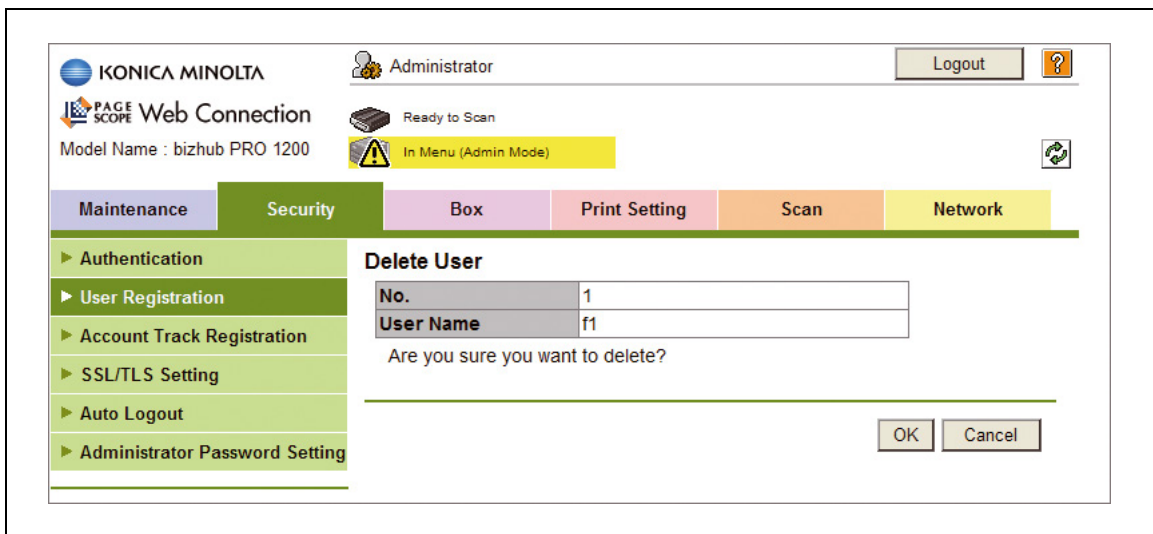 KONICA MINOLTA
Administrator
Logout
?
PAGE SCOPE Web Connection
Ready to Scan
Model Name : bizhub PRO 1200
In Menu (Admin Mode)
Maintenance
Security
Box
Print Setting
Scan
Network
Authentication
User Registration
Account Track Registration
SSL/TLS Setting
Auto Logout
Administrator Password Setting
Delete User
No. 1
User Name f1
Are you sure you want to delete?
OK
Cancel